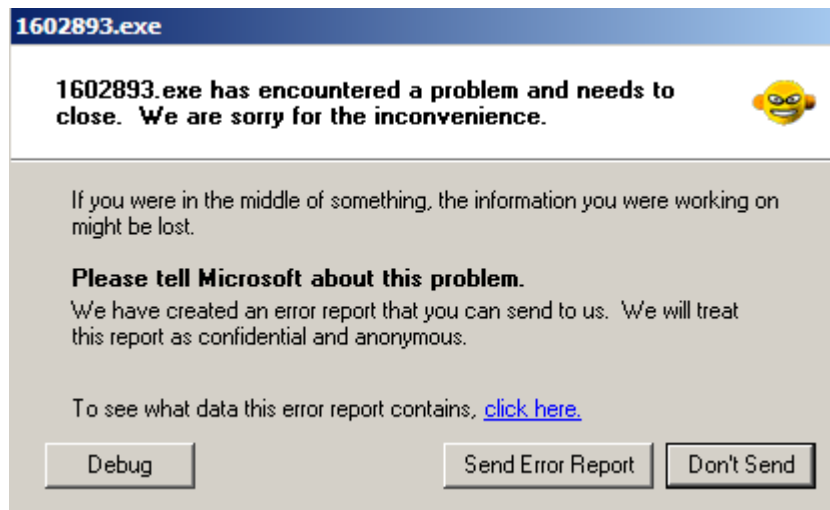 1602893.exe
1602893.exe has encountered a problem and needs to
close.  We are sorry for the inconvenience.
If you were in the middle of something, the information you were working on
might be lost.
Please tell Microsoft about this problem.
We have created an error report that you can send to us.  We will treat
this report as confidential and anonymous.
To see what data this error report contains, click here.
Debug
Send Error Report
Don't Send